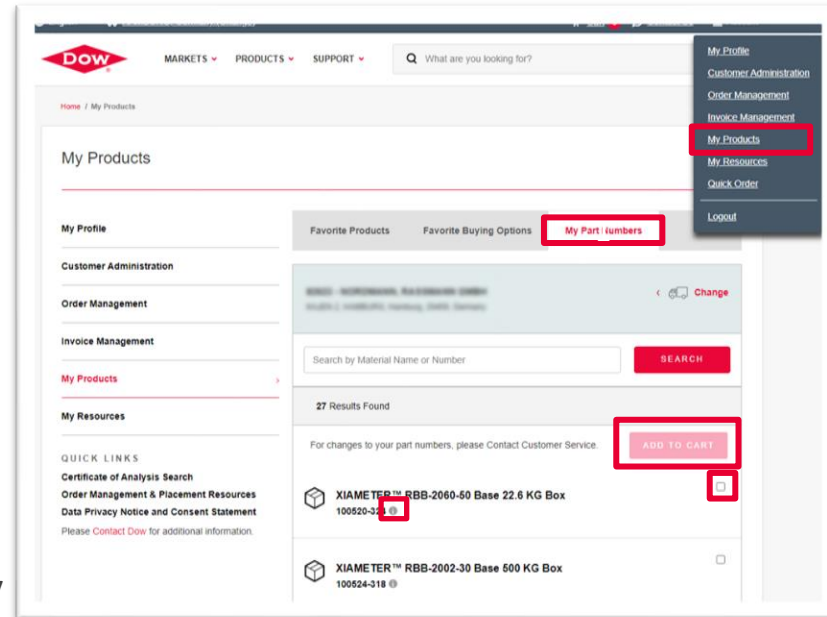 DOW
MARKETS PRODUCTS SUPPORT What are you looking for?
My Profile
Customer Administration
Order Management
Invoice Management
My Products
My Resources
Quick Order
Logout
Home / My Products
My Products
My Profile
Customer Administration
Order Management
Invoice Management
My Products
My Resources
QUICK LINKS
Certificate of Analysis Search
Order Management & Placement Resources
Data Privacy Notice and Consent Statement
Please Contact Dow for additional information.
Favorite Products Favorite Buying Options My Part Numbers
Change
Search by Material Name or Number SEARCH
27 Results Found
For changes to your part numbers, please Contact Customer Service. ADD TO CART
XIAMETER™ RBB-2060-50 Base 22.6 KG Box
100520-324
XIAMETER™ RBB-2002-30 Base 500 KG Box
100524-318